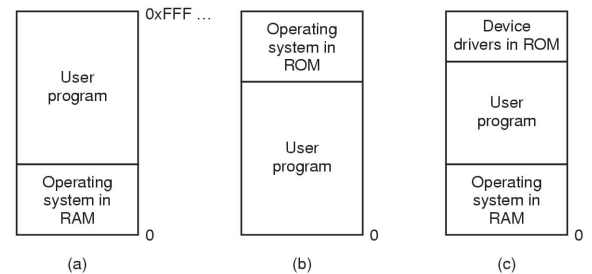 0xFFF ...
User
program
Operating
system in
RAM
0
(a)
Operating
system in
ROM
User
program
0
(b)
Device
drivers in ROM
User
program
Operating
system in
RAM
0
(c)